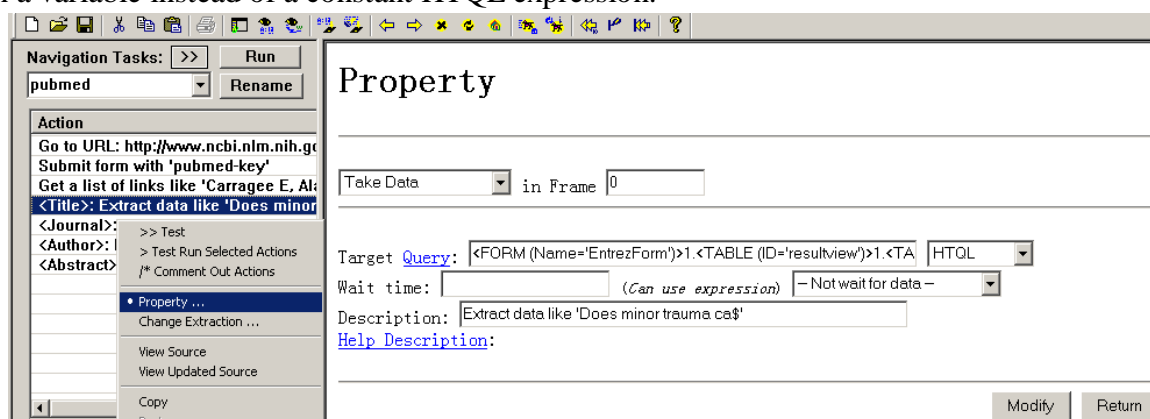 a variable instead of a constant HTQL expression.
Navigation Tasks: >> Run
pubmed Rename
Action
Go to URL: http://www.ncbi.nlm.nih.go
Submit form with 'pubmed-key'
Get a list of links like 'Carragee E, Ala
<Title>: Extract data like 'Does minor
<Journal>:
<Author>:
<Abstract>
>> Test
> Test Run Selected Actions
/* Comment Out Actions
• Property ...
Change Extraction ...
View Source
View Updated Source
Copy
Property
Take Data in Frame 0
Target Query: <FORM (Name='EntrezForm')>1.<TABLE (ID='resultview')>1.<TA HTQL
Wait time: (Can use expression) -- Not wait for data --
Description: Extract data like 'Does minor trauma ca$'
Help Description:
Modify Return